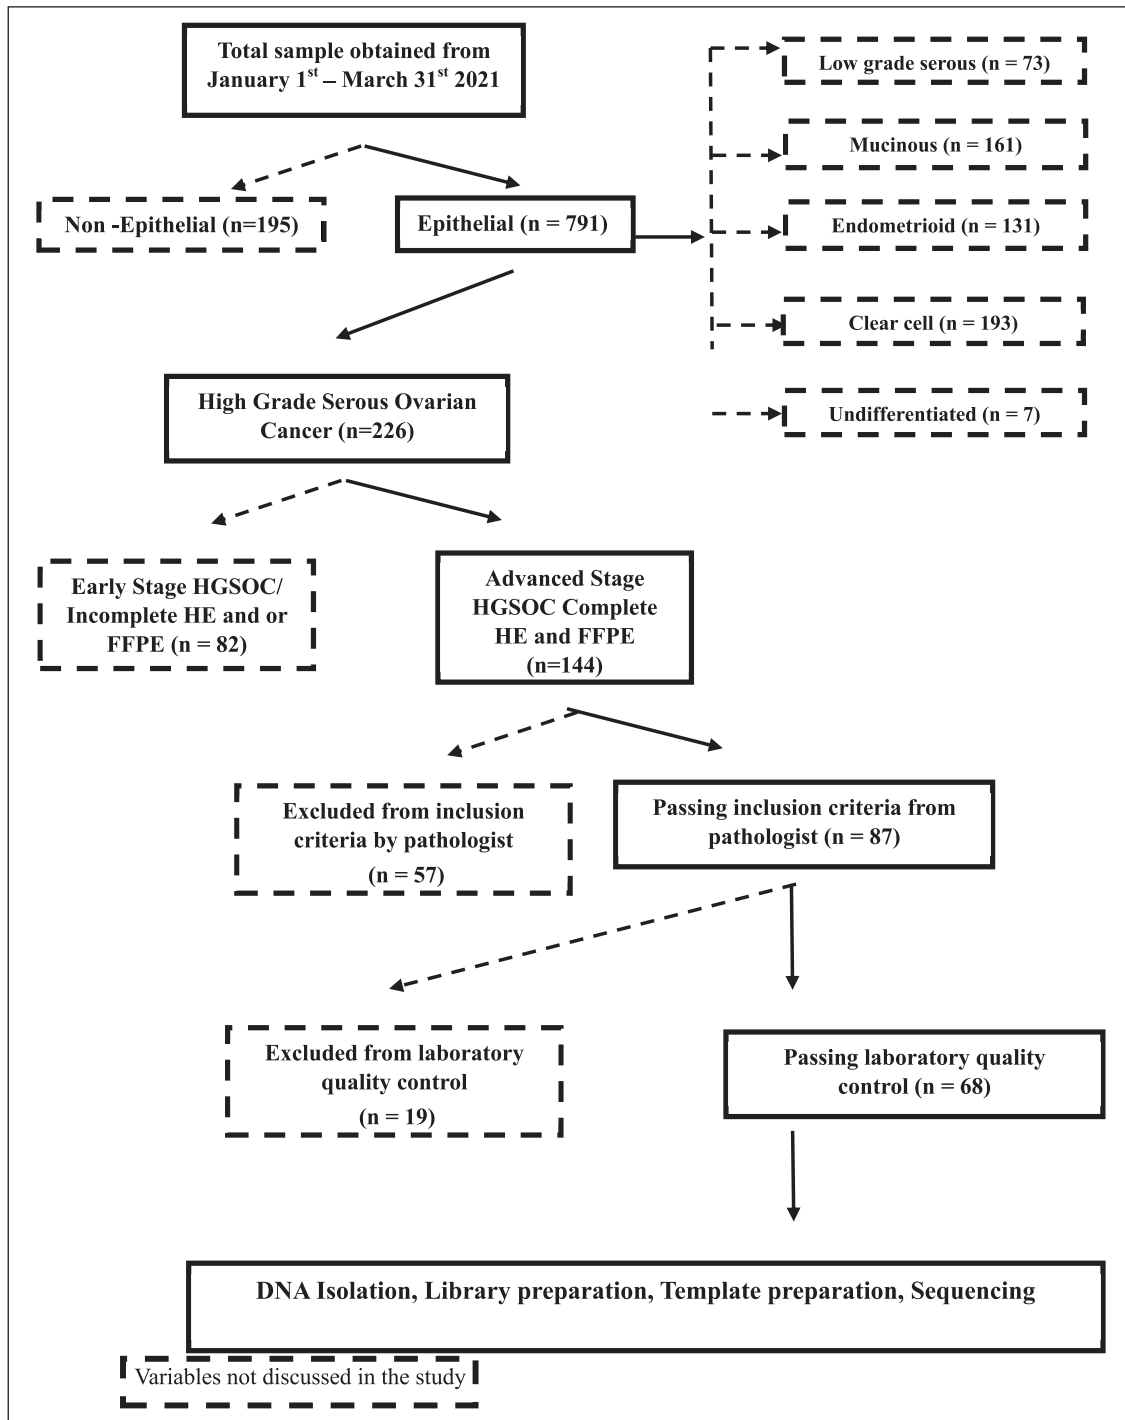 Total sample obtained from
January 1st – March 31st 2021
Low grade serous (n = 73)
Mucinous (n = 161)
Non -Epithelial (n=195)
Epithelial (n = 791)
Endometrioid (n = 131)
Clear cell (n = 193)
High Grade Serous Ovarian
Cancer (n=226)
Undifferentiated (n = 7)
Early Stage HGSOC/
Incomplete HE and or
FFPE (n = 82)
Advanced Stage
HGSOC Complete
HE and FFPE
(n=144)
Excluded from inclusion
criteria by pathologist
(n = 57)
Passing inclusion criteria from
pathologist (n = 87)
Excluded from laboratory
quality control
(n = 19)
Passing laboratory quality
control (n = 68)
DNA Isolation, Library preparation, Template preparation, Sequencing
Variables not discussed in the study